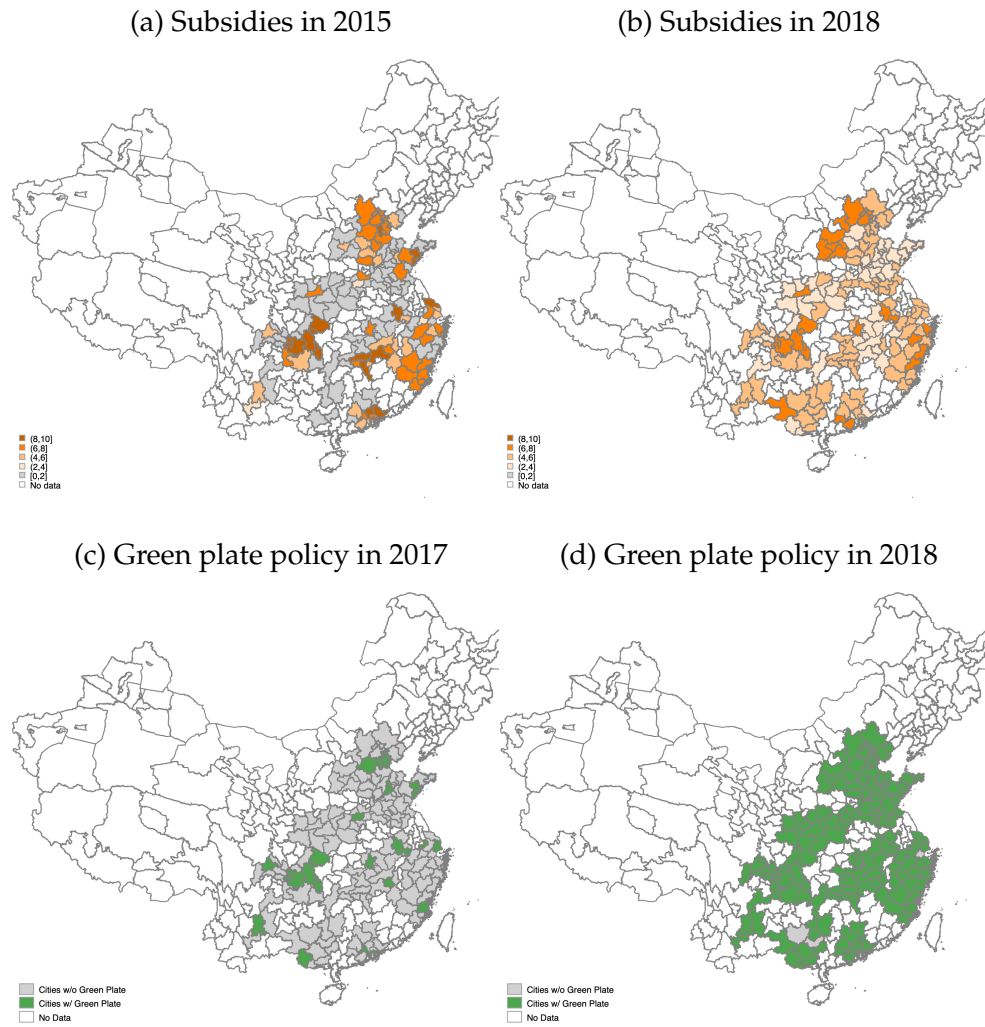 (a) Subsidies in 2015
(b) Subsidies in 2018
(8,10]
(6,8]
(4,6]
(2,4]
[0,2]
No data
(8,10]
(6,8]
(4,6]
(2,4]
[0,2]
No data
(c) Green plate policy in 2017
(d) Green plate policy in 2018
Cities w/o Green Plate
Cities w/ Green Plate
No Data
Cities w/o Green Plate
Cities w/ Green Plate
No Data